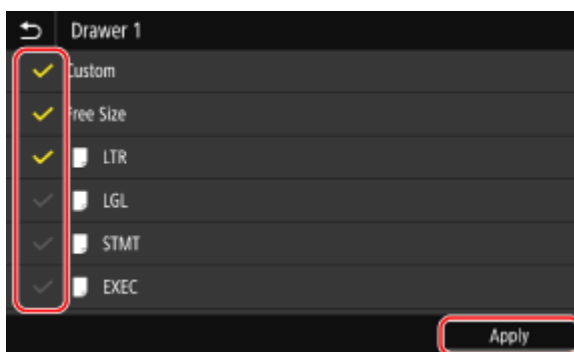 Drawer 1
Custom
Free Size
LTR
LGL
STMT
EXEC
Apply